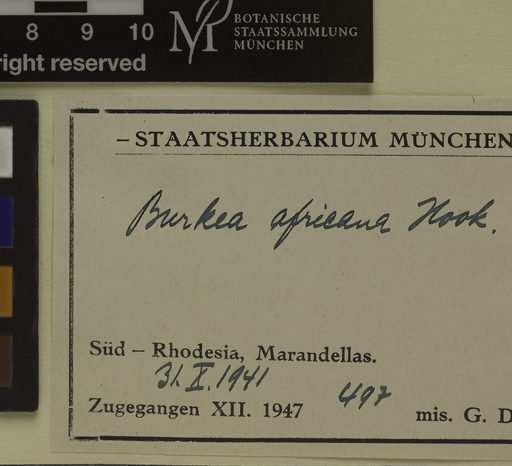 8 9 10
BOTANISCHE
STAATSSAMMLUNG
MÜNCHEN
right reserved
– STAATSHERBARIUM MÜNCHEN
Burkea africana Hook.
Süd – Rhodesia, Marandellas.
31. X. 1941
Zugegangen XII. 1947 497 mis. G. D